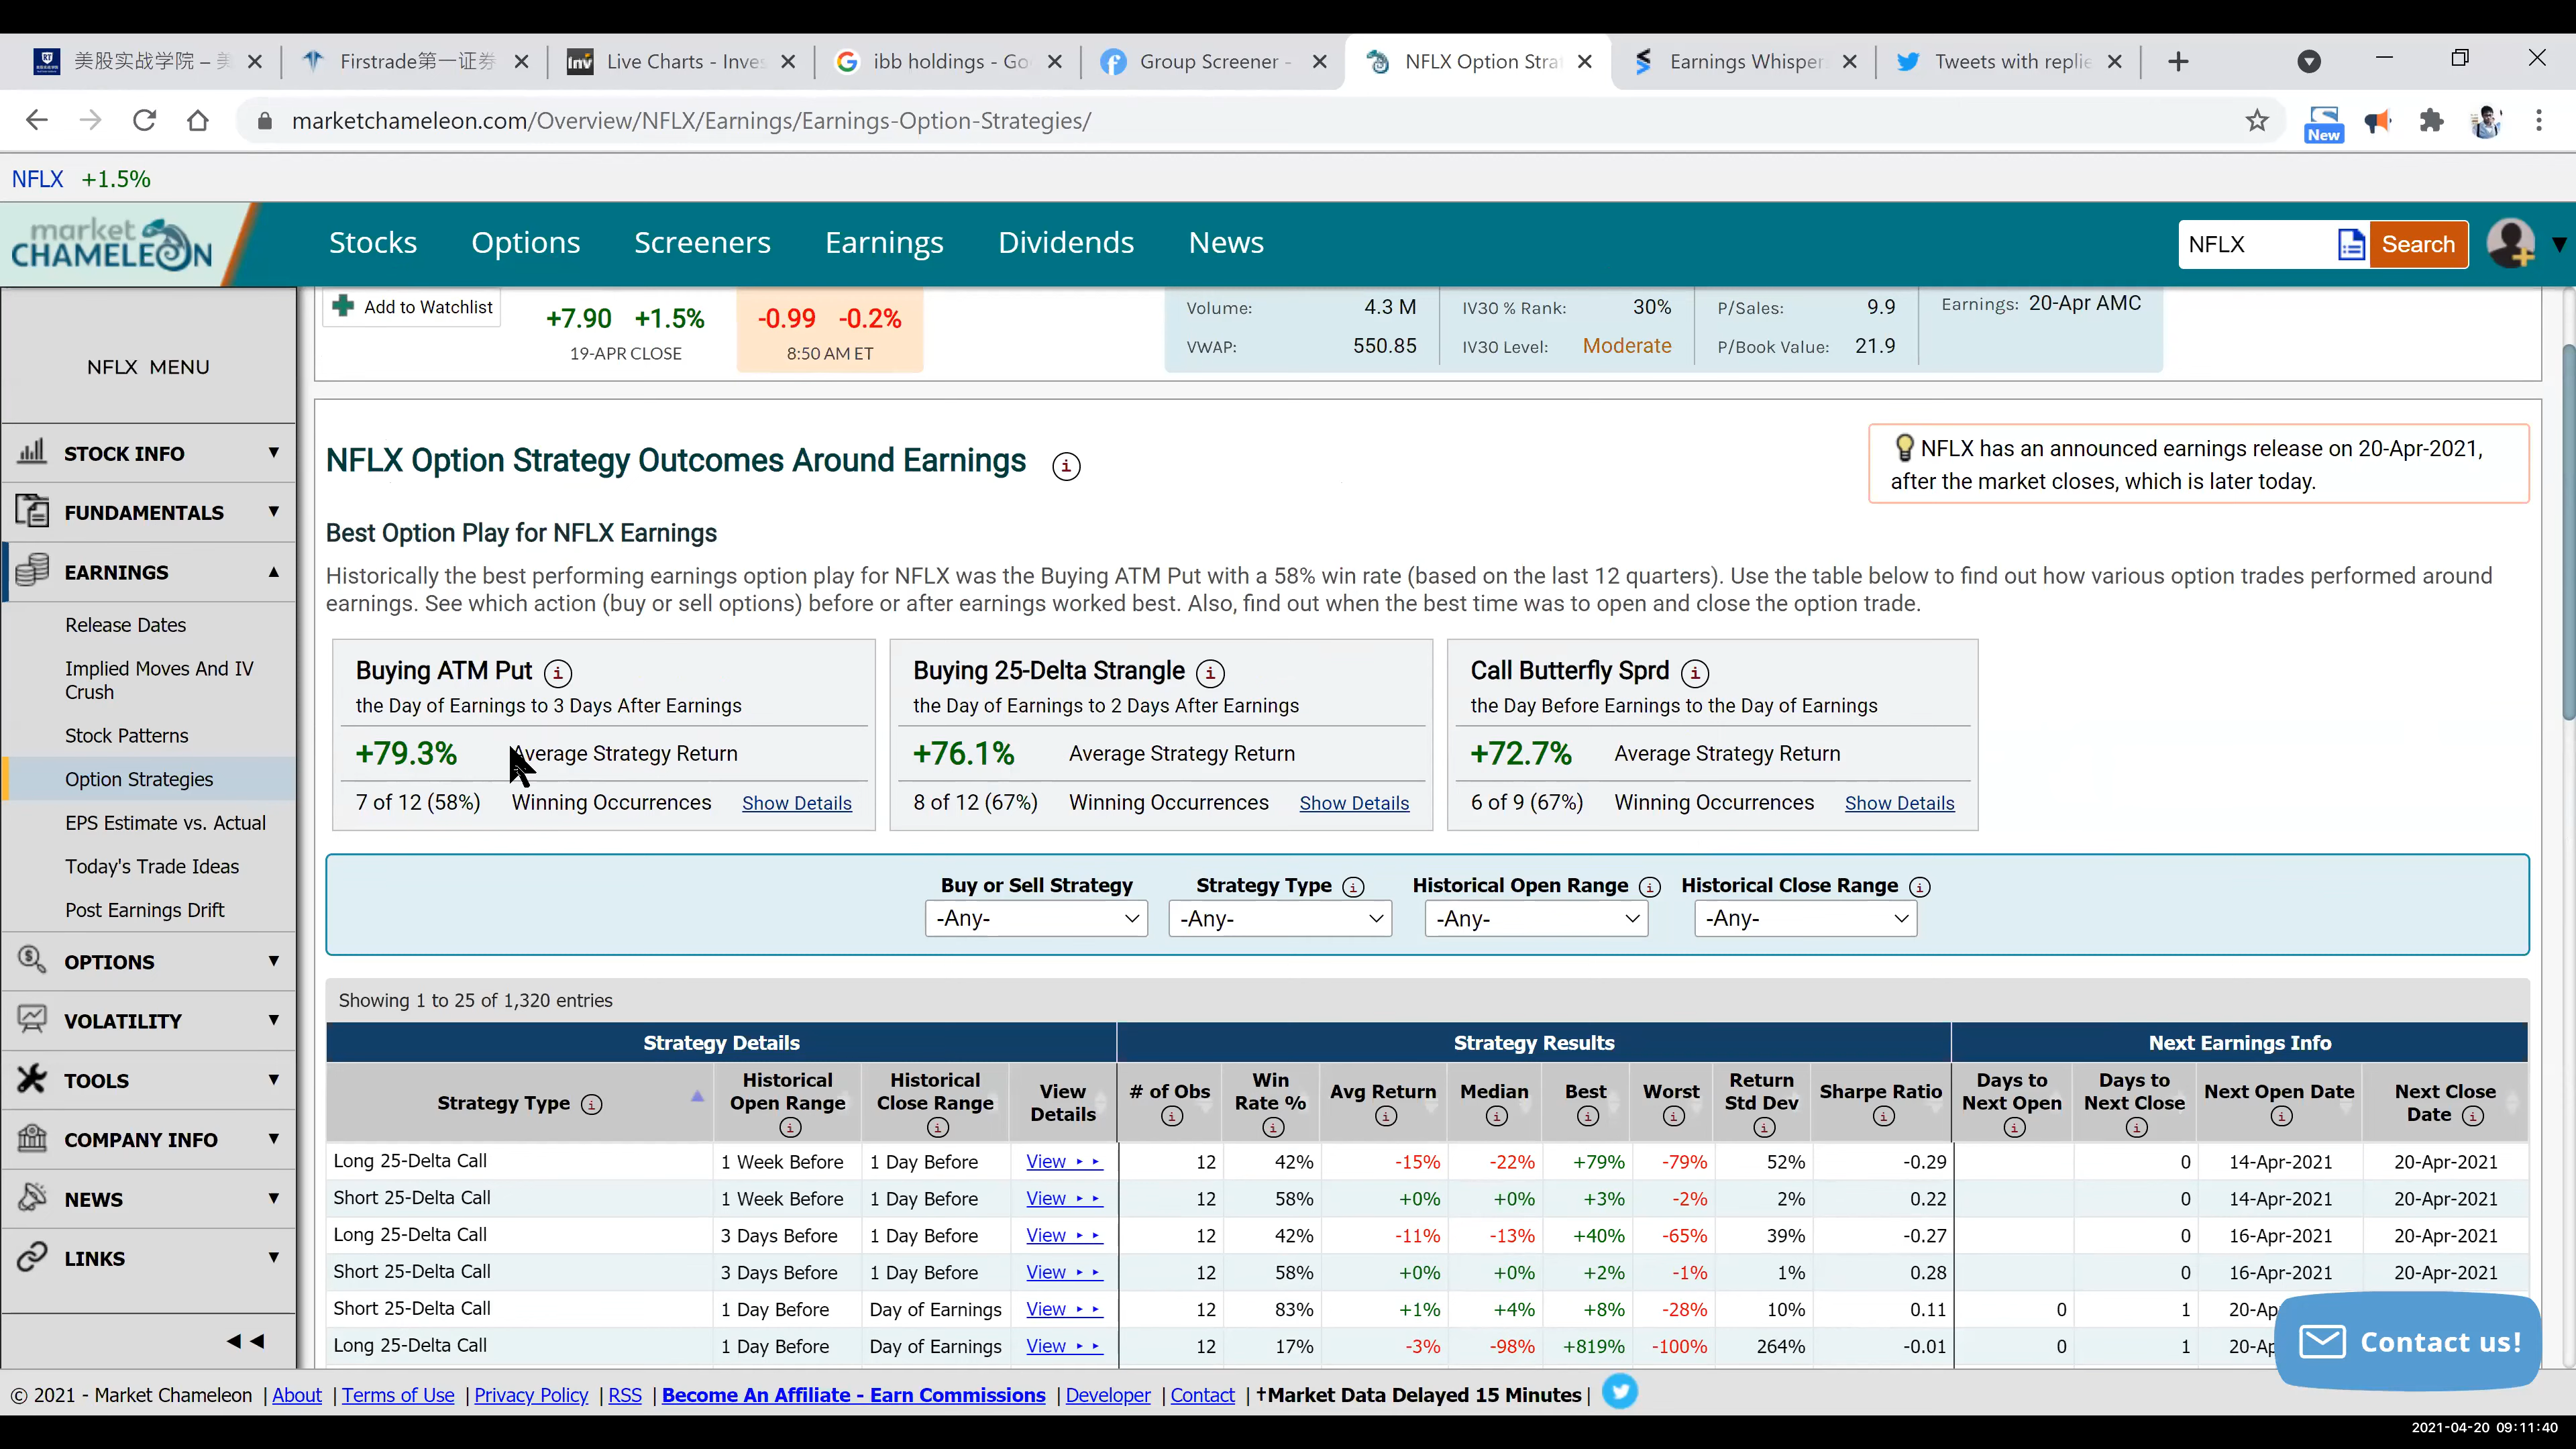 美股实战学院 –
Firstrade第一证券
Live Charts - Inves
ibb holdings - Go
Group Screener -
NFLX Option Stra
Earnings Whisper
Tweets with replie
marketchameleon.com/Overview/NFLX/Earnings/Earnings-Option-Strategies/
New
NFLX +1.5%
market CHAMELEON
Stocks Options Screeners Earnings Dividends News
NFLX Search
Add to Watchlist
+7.90 +1.5%
19-APR CLOSE
-0.99 -0.2%
8:50 AM ET
Volume: 4.3 M
VWAP: 550.85
IV30 % Rank: 30%
IV30 Level: Moderate
P/Sales: 9.9
P/Book Value: 21.9
Earnings: 20-Apr AMC
NFLX MENU
STOCK INFO
FUNDAMENTALS
EARNINGS
Release Dates
Implied Moves And IV
Crush
Stock Patterns
Option Strategies
EPS Estimate vs. Actual
Today's Trade Ideas
Post Earnings Drift
OPTIONS
VOLATILITY
TOOLS
COMPANY INFO
NEWS
LINKS
NFLX Option Strategy Outcomes Around Earnings
NFLX has an announced earnings release on 20-Apr-2021,
after the market closes, which is later today.
Best Option Play for NFLX Earnings
Historically the best performing earnings option play for NFLX was the Buying ATM Put with a 58% win rate (based on the last 12 quarters). Use the table below to find out how various option trades performed around
earnings. See which action (buy or sell options) before or after earnings worked best. Also, find out when the best time was to open and close the option trade.
Buying ATM Put
the Day of Earnings to 3 Days After Earnings
+79.3% Average Strategy Return
7 of 12 (58%) Winning Occurrences Show Details
Buying 25-Delta Strangle
the Day of Earnings to 2 Days After Earnings
+76.1% Average Strategy Return
8 of 12 (67%) Winning Occurrences Show Details
Call Butterfly Sprd
the Day Before Earnings to the Day of Earnings
+72.7% Average Strategy Return
6 of 9 (67%) Winning Occurrences Show Details
Buy or Sell Strategy Strategy Type Historical Open Range Historical Close Range
-Any- -Any- -Any- -Any-
Showing 1 to 25 of 1,320 entries
Strategy Details Strategy Results Next Earnings Info
Strategy Type Historical Open Range Historical Close Range View Details # of Obs Win Rate % Avg Return Median Best Worst Return Std Dev Sharpe Ratio Days to Next Open Days to Next Close Next Open Date Next Close Date
Long 25-Delta Call 1 Week Before 1 Day Before View 12 42% -15% -22% +79% -79% 52% -0.29 0 14-Apr-2021 20-Apr-2021
Short 25-Delta Call 1 Week Before 1 Day Before View 12 58% +0% +0% +3% -2% 2% 0.22 0 14-Apr-2021 20-Apr-2021
Long 25-Delta Call 3 Days Before 1 Day Before View 12 42% -11% -13% +40% -65% 39% -0.27 0 16-Apr-2021 20-Apr-2021
Short 25-Delta Call 3 Days Before 1 Day Before View 12 58% +0% +0% +2% -1% 1% 0.28 0 16-Apr-2021 20-Apr-2021
Short 25-Delta Call 1 Day Before Day of Earnings View 12 83% +1% +4% +8% -28% 10% 0.11 0 1 20-Ap
Long 25-Delta Call 1 Day Before Day of Earnings View 12 17% -3% -98% +819% -100% 264% -0.01 0 1 20-Ap
Contact us!
© 2021 - Market Chameleon | About | Terms of Use | Privacy Policy | RSS | Become An Affiliate - Earn Commissions | Developer | Contact | †Market Data Delayed 15 Minutes |
2021-04-20 09:11:40